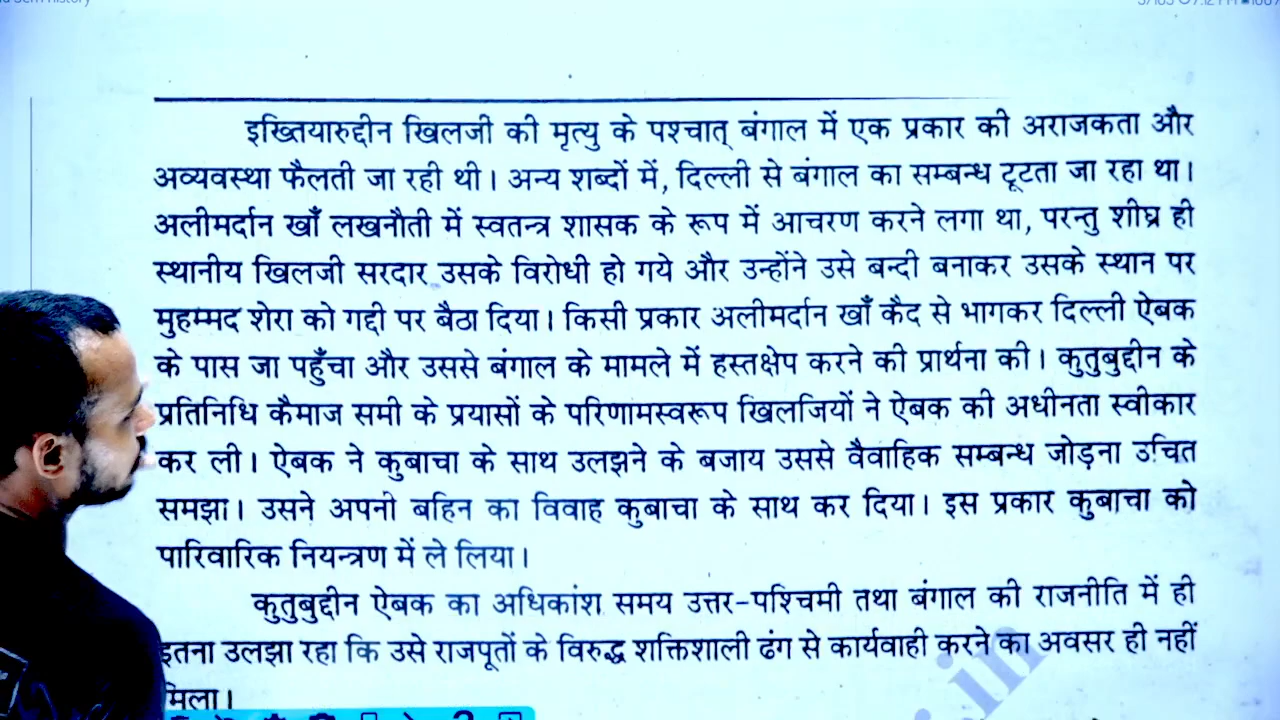 इख्तियारुद्दीन खिलजी की मृत्यु के पश्चात् बंगाल में एक प्रकार की अराजकता और
अव्यवस्था फैलती जा रही थी। अन्य शब्दों में, दिल्ली से बंगाल का सम्बन्ध टूटता जा रहा था।
अलीमर्दान खाँ लखनौती में स्वतन्त्र शासक के रूप में आचरण करने लगा था, परन्तु शीघ्र ही
स्थानीय खिलजी सरदार उसके विरोधी हो गये और उन्होंने उसे बन्दी बनाकर उसके स्थान पर
मुहम्मद शेरा को गद्दी पर बैठा दिया। किसी प्रकार अलीमर्दान खाँ कैद से भागकर दिल्ली ऐबक
के पास जा पहुँचा और उससे बंगाल के मामले में हस्तक्षेप करने की प्रार्थना की। कुतुबुद्दीन के
प्रतिनिधि कैमाज समी के प्रयासों के परिणामस्वरूप खिलजियों ने ऐबक की अधीनता स्वीकार
कर ली। ऐबक ने कुबाचा के साथ उलझने के बजाय उससे वैवाहिक सम्बन्ध जोड़ना उचित
समझा। उसने अपनी बहिन का विवाह कुबाचा के साथ कर दिया। इस प्रकार कुबाचा को
पारिवारिक नियन्त्रण में ले लिया।
कुतुबुद्दीन ऐबक का अधिकांश समय उत्तर-पश्चिमी तथा बंगाल की राजनीति में ही
इतना उलझा रहा कि उसे राजपूतों के विरुद्ध शक्तिशाली ढंग से कार्यवाही करने का अवसर ही नहीं
मिला।